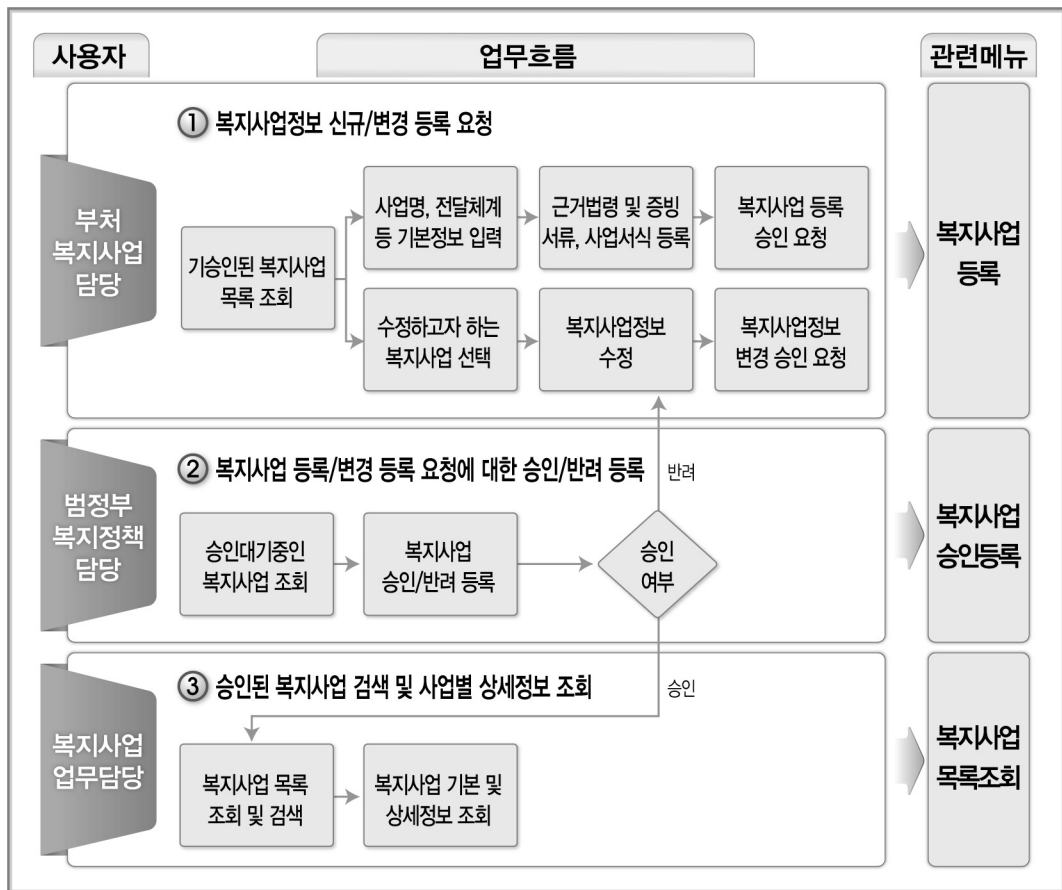 사용자
업무흐름
관련메뉴
부처
복지사업
담당
① 복지사업정보 신규/변경 등록 요청
기승인된 복지사업
목록 조회
사업명, 전달체계
등 기본정보 입력
근거법령 및 증빙
서류, 사업서식 등록
복지사업 등록
승인 요청
수정하고자 하는
복지사업 선택
복지사업정보
수정
복지사업정보
변경 승인 요청
복지사업
등록
범정부
복지정책
담당
② 복지사업 등록/변경 등록 요청에 대한 승인/반려 등록
반려
승인대기중인
복지사업 조회
복지사업
승인/반려 등록
승인
여부
복지사업
승인등록
복지사업
업무담당
③ 승인된 복지사업 검색 및 사업별 상세정보 조회
승인
복지사업 목록
조회 및 검색
복지사업 기본 및
상세정보 조회
복지사업
목록조회